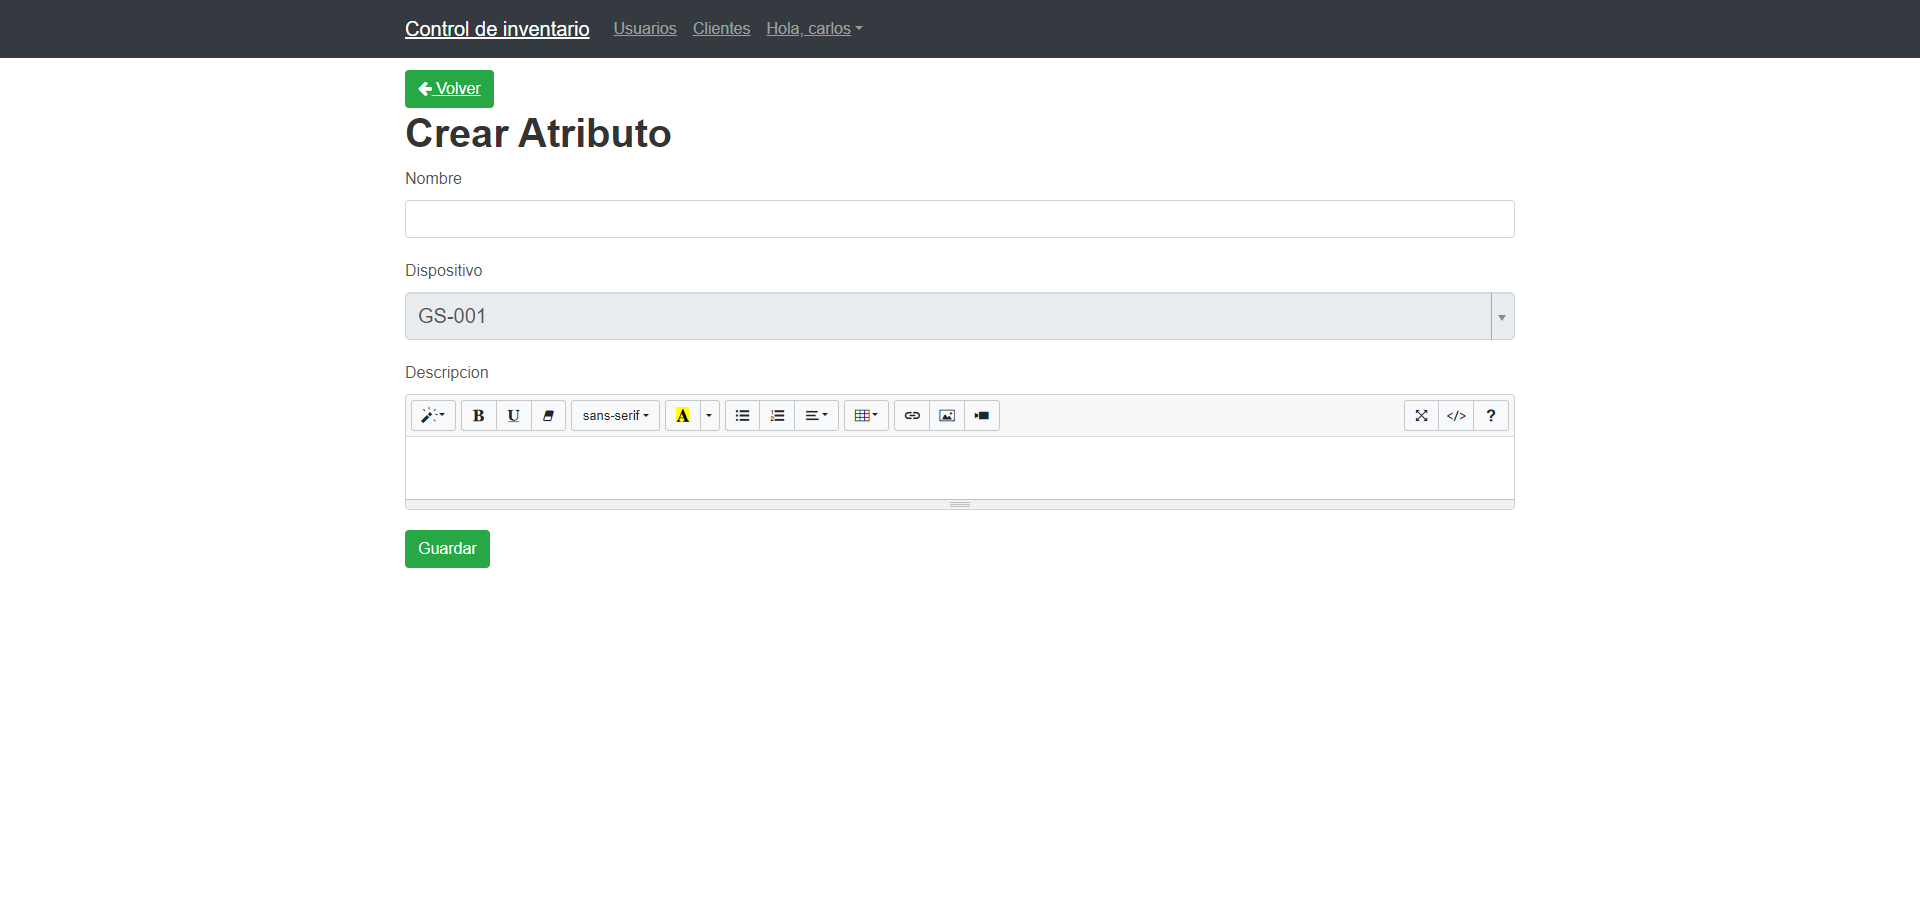 Control de inventario Usuarios Clientes Hola, carlos
Volver
Crear Atributo
Nombre
Dispositivo
GS-001
Descripcion
B U sans-serif A </> ?
Guardar